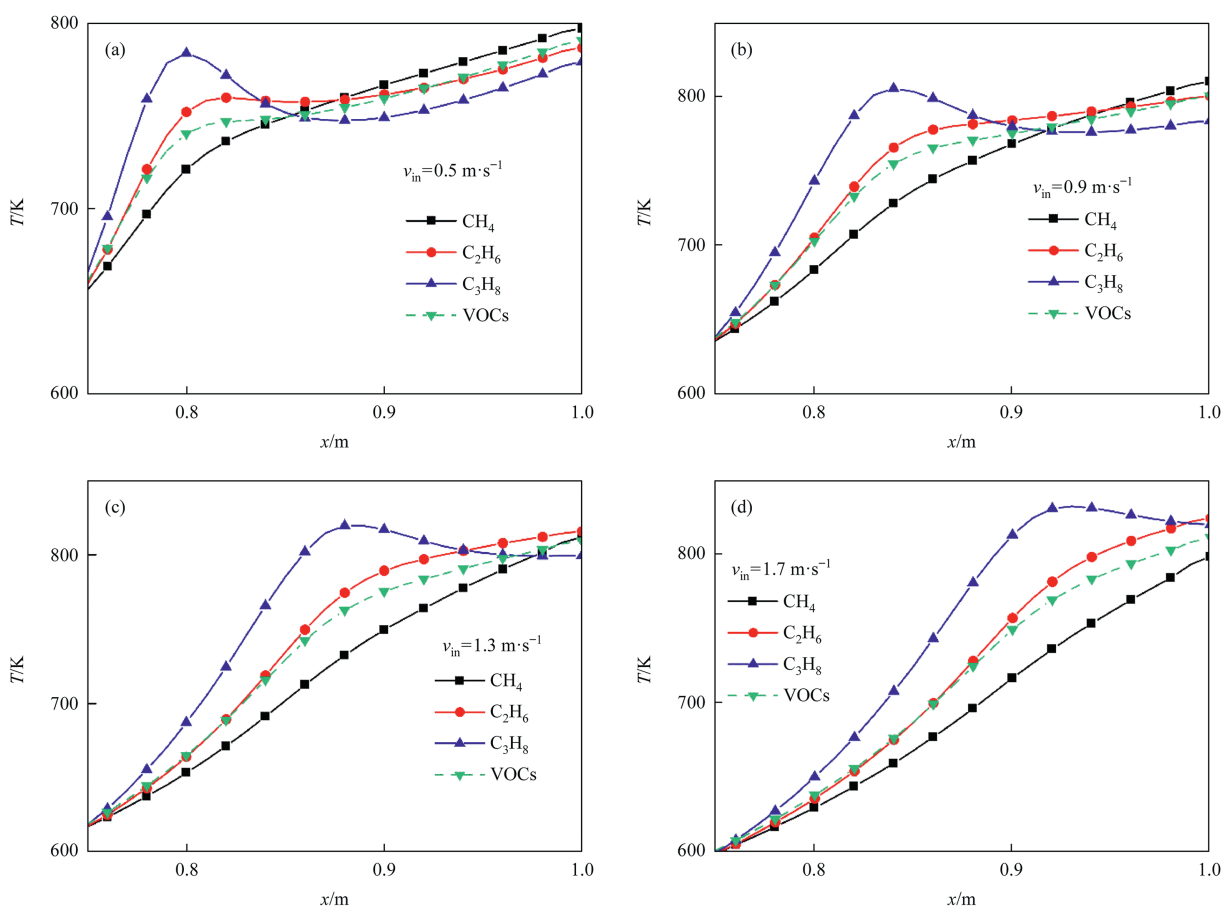 (a)
800
700
600
T/K
0.8
0.9
1.0
x/m
v_in=0.5 m·s⁻¹
CH₄
C₂H₆
C₃H₈
VOCs
(b)
800
700
600
T/K
0.8
0.9
1.0
x/m
v_in=0.9 m·s⁻¹
CH₄
C₂H₆
C₃H₈
VOCs
(c)
800
700
600
T/K
0.8
0.9
1.0
x/m
v_in=1.3 m·s⁻¹
CH₄
C₂H₆
C₃H₈
VOCs
(d)
800
700
600
T/K
0.8
0.9
1.0
x/m
v_in=1.7 m·s⁻¹
CH₄
C₂H₆
C₃H₈
VOCs